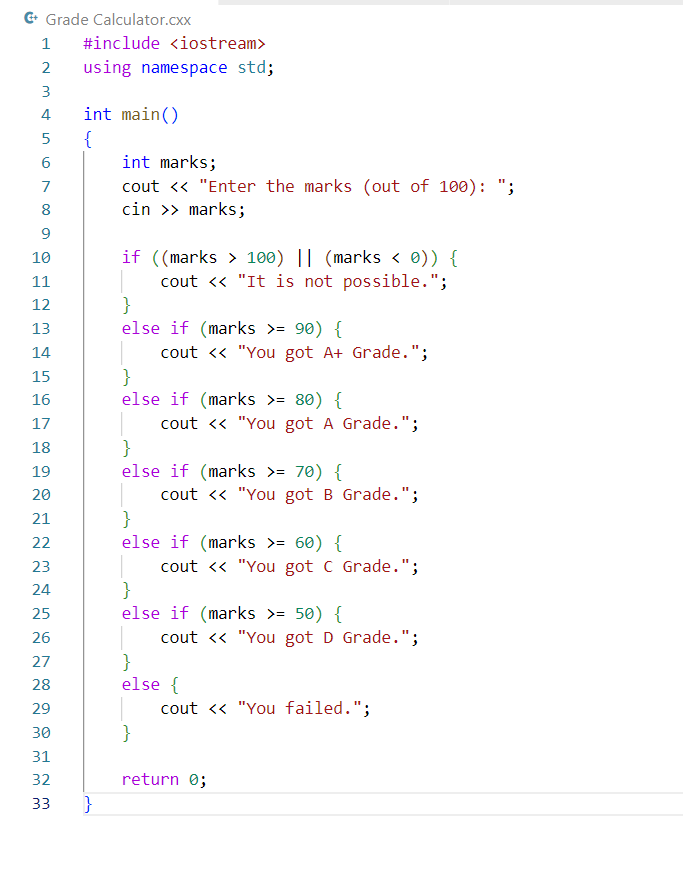 Grade Calculator.cxx
1 #include <iostream>
2 using namespace std;
3
4 int main()
5 {
6     int marks;
7     cout << "Enter the marks (out of 100): ";
8     cin >> marks;
9
10     if ((marks > 100) || (marks < 0)) {
11         cout << "It is not possible.";
12     }
13     else if (marks >= 90) {
14         cout << "You got A+ Grade.";
15     }
16     else if (marks >= 80) {
17         cout << "You got A Grade.";
18     }
19     else if (marks >= 70) {
20         cout << "You got B Grade.";
21     }
22     else if (marks >= 60) {
23         cout << "You got C Grade.";
24     }
25     else if (marks >= 50) {
26         cout << "You got D Grade.";
27     }
28     else {
29         cout << "You failed.";
30     }
31
32     return 0;
33 }